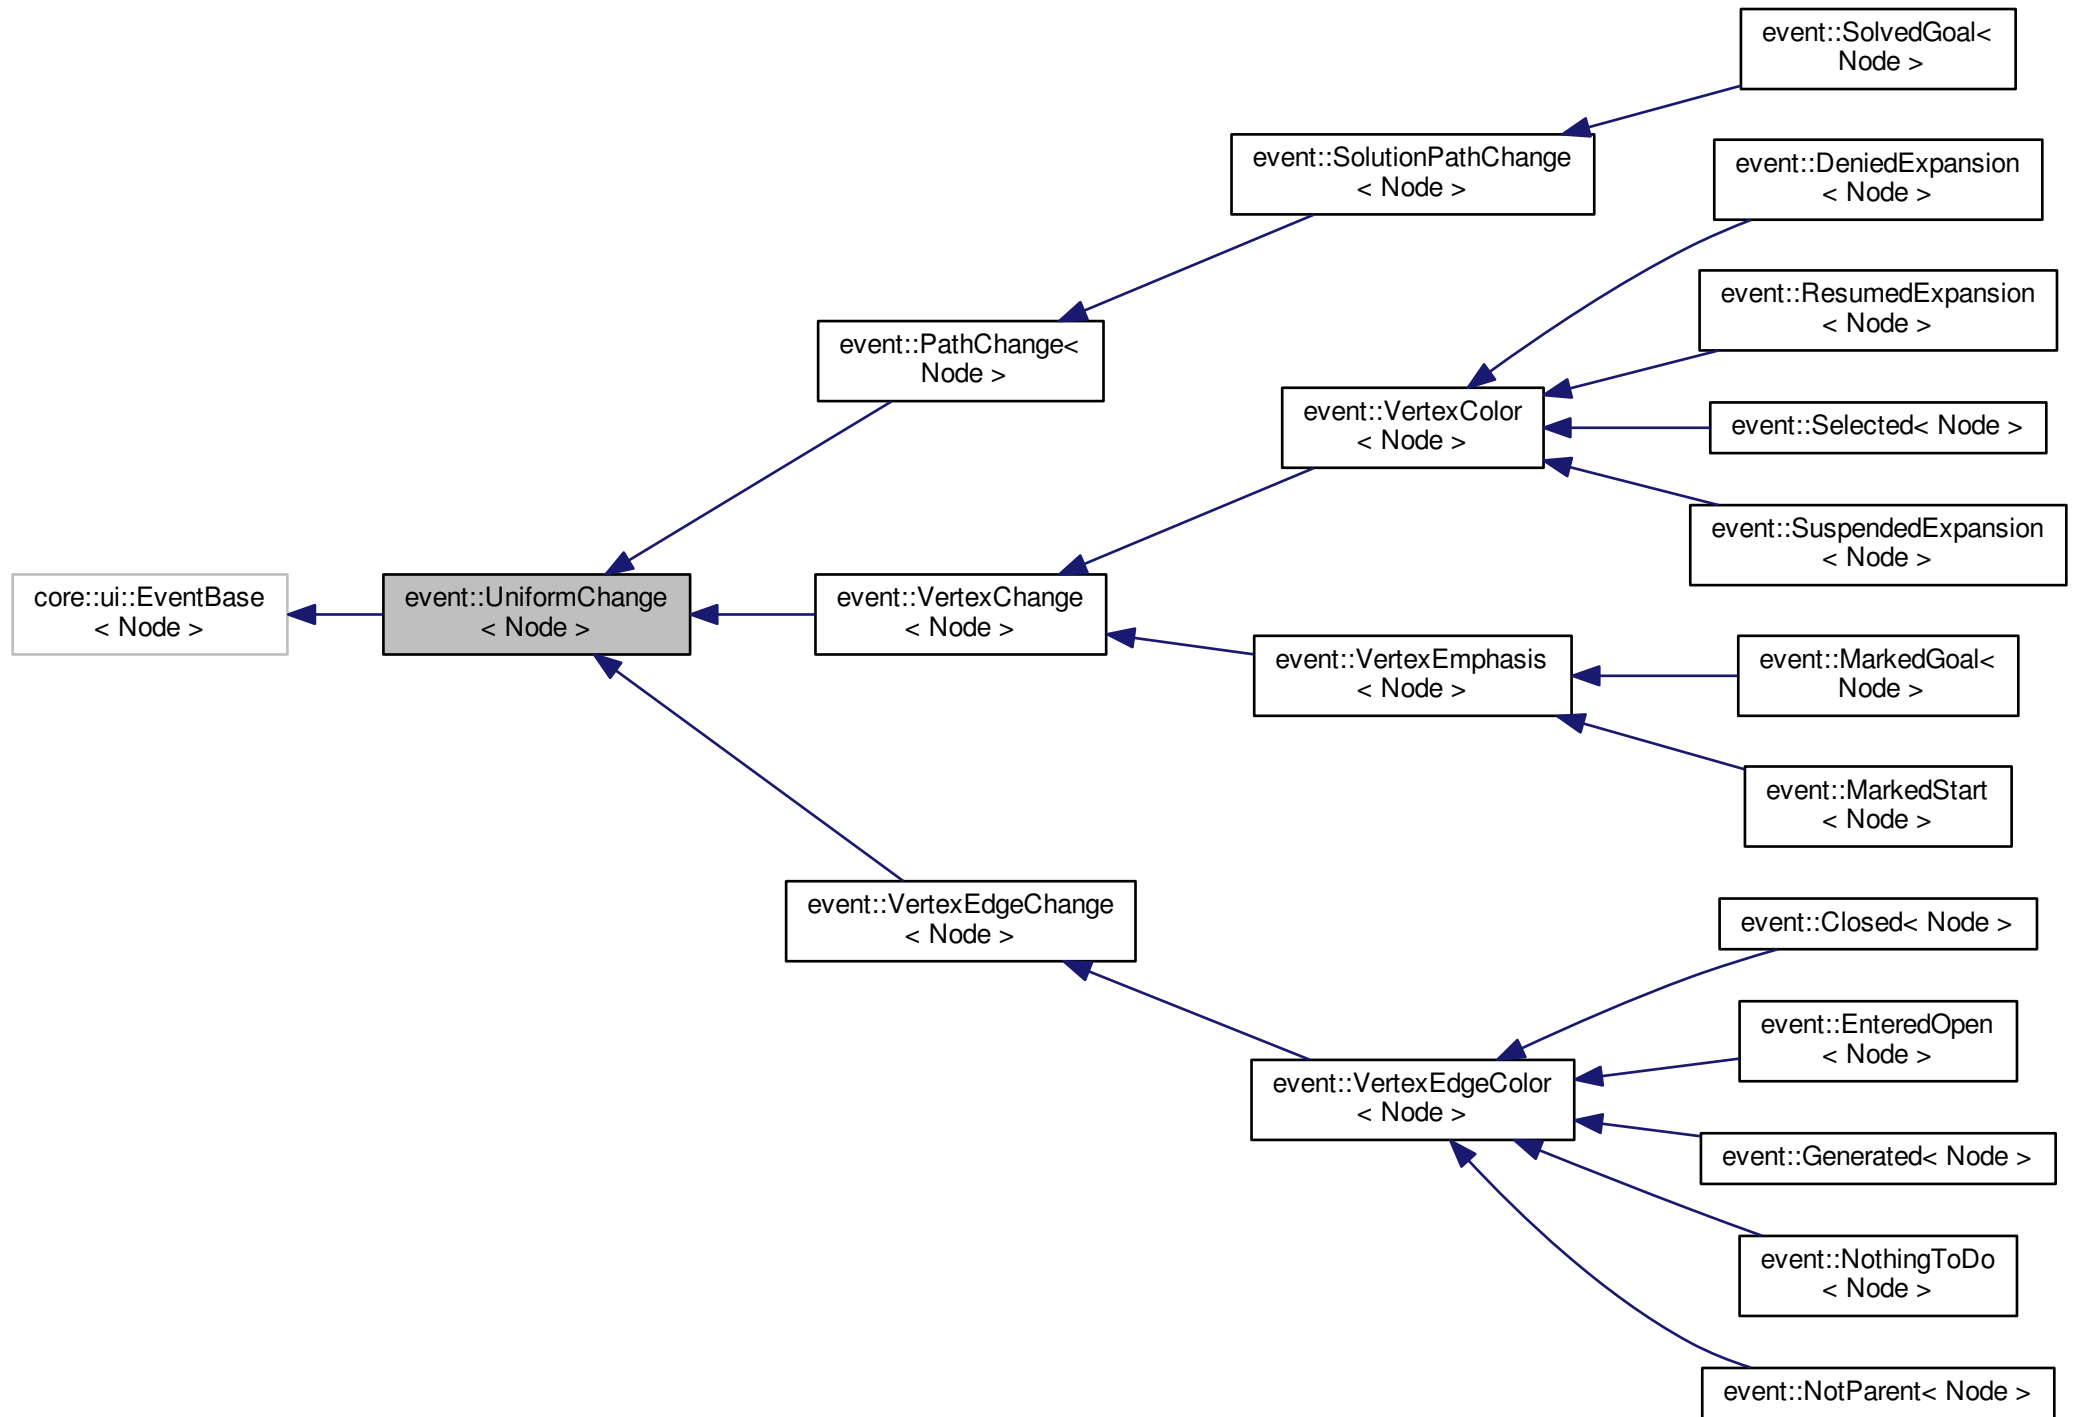 event::SolvedGoal<
Node >
event::SolutionPathChange
< Node >
event::DeniedExpansion
< Node >
event::ResumedExpansion
< Node >
event::PathChange<
Node >
event::VertexColor
< Node >
event::Selected< Node >
event::SuspendedExpansion
< Node >
core::ui::EventBase
< Node >
event::UniformChange
< Node >
event::VertexChange
< Node >
event::VertexEmphasis
< Node >
event::MarkedGoal<
Node >
event::MarkedStart
< Node >
event::VertexEdgeChange
< Node >
event::Closed< Node >
event::EnteredOpen
< Node >
event::VertexEdgeColor
< Node >
event::Generated< Node >
event::NothingToDo
< Node >
event::NotParent< Node >